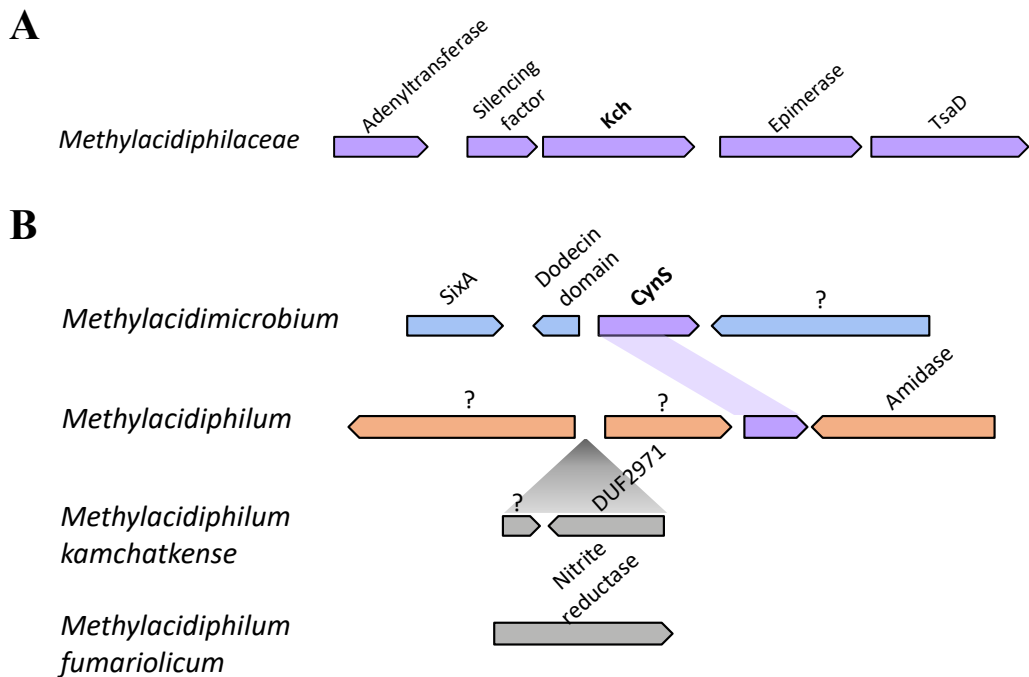 A
Adenyltransferase
Silencing
factor
Kch
Epimerase
TsaD
Methylacidiphilaceae
B
SixA
Dodecin
domain
CynS
?
Methylacidimicrobium
?
?
Amidase
Methylacidiphilum
?
DUF2971
Methylacidiphilum
kamchatkense
Nitrite
reductase
Methylacidiphilum
fumariolicum